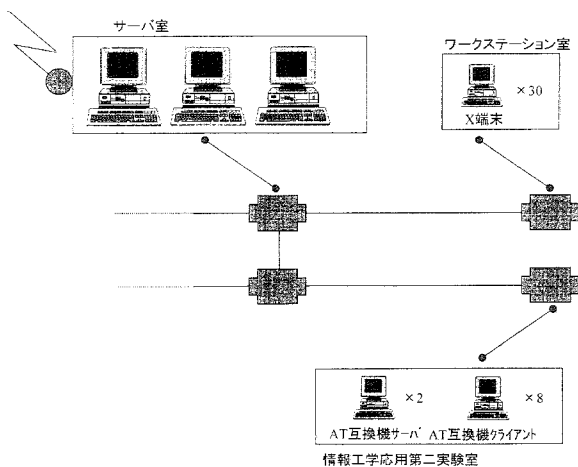 サーバ室
ワークステーション室
×30
X端末
×2
×8
AT互換機サーバ
AT互換機クライアント
情報工学応用第二実験室